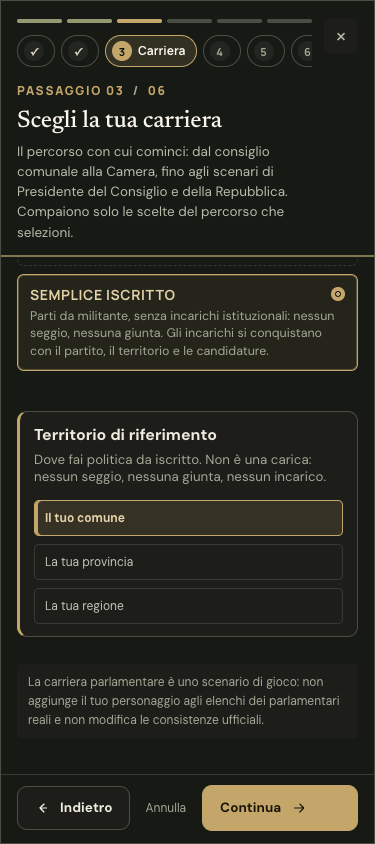 ✓ ✓ 3 Carriera 4 5 6 ×
PASSAGGIO 03 / 06
Scegli la tua carriera
Il percorso con cui cominci: dal consiglio
comunale alla Camera, fino agli scenari di
Presidente del Consiglio e della Repubblica.
Compaiono solo le scelte del percorso che
selezioni.
SEMPLICE ISCRITTO
Parti da militante, senza incarichi istituzionali: nessun
seggio, nessuna giunta. Gli incarichi si conquistano
con il partito, il territorio e le candidature.
Territorio di riferimento
Dove fai politica da iscritto. Non è una carica:
nessun seggio, nessuna giunta, nessun incarico.
Il tuo comune
La tua provincia
La tua regione
La carriera parlamentare è uno scenario di gioco: non
aggiunge il tuo personaggio agli elenchi dei parlamentari
reali e non modifica le consistenze ufficiali.
← Indietro Annulla Continua →